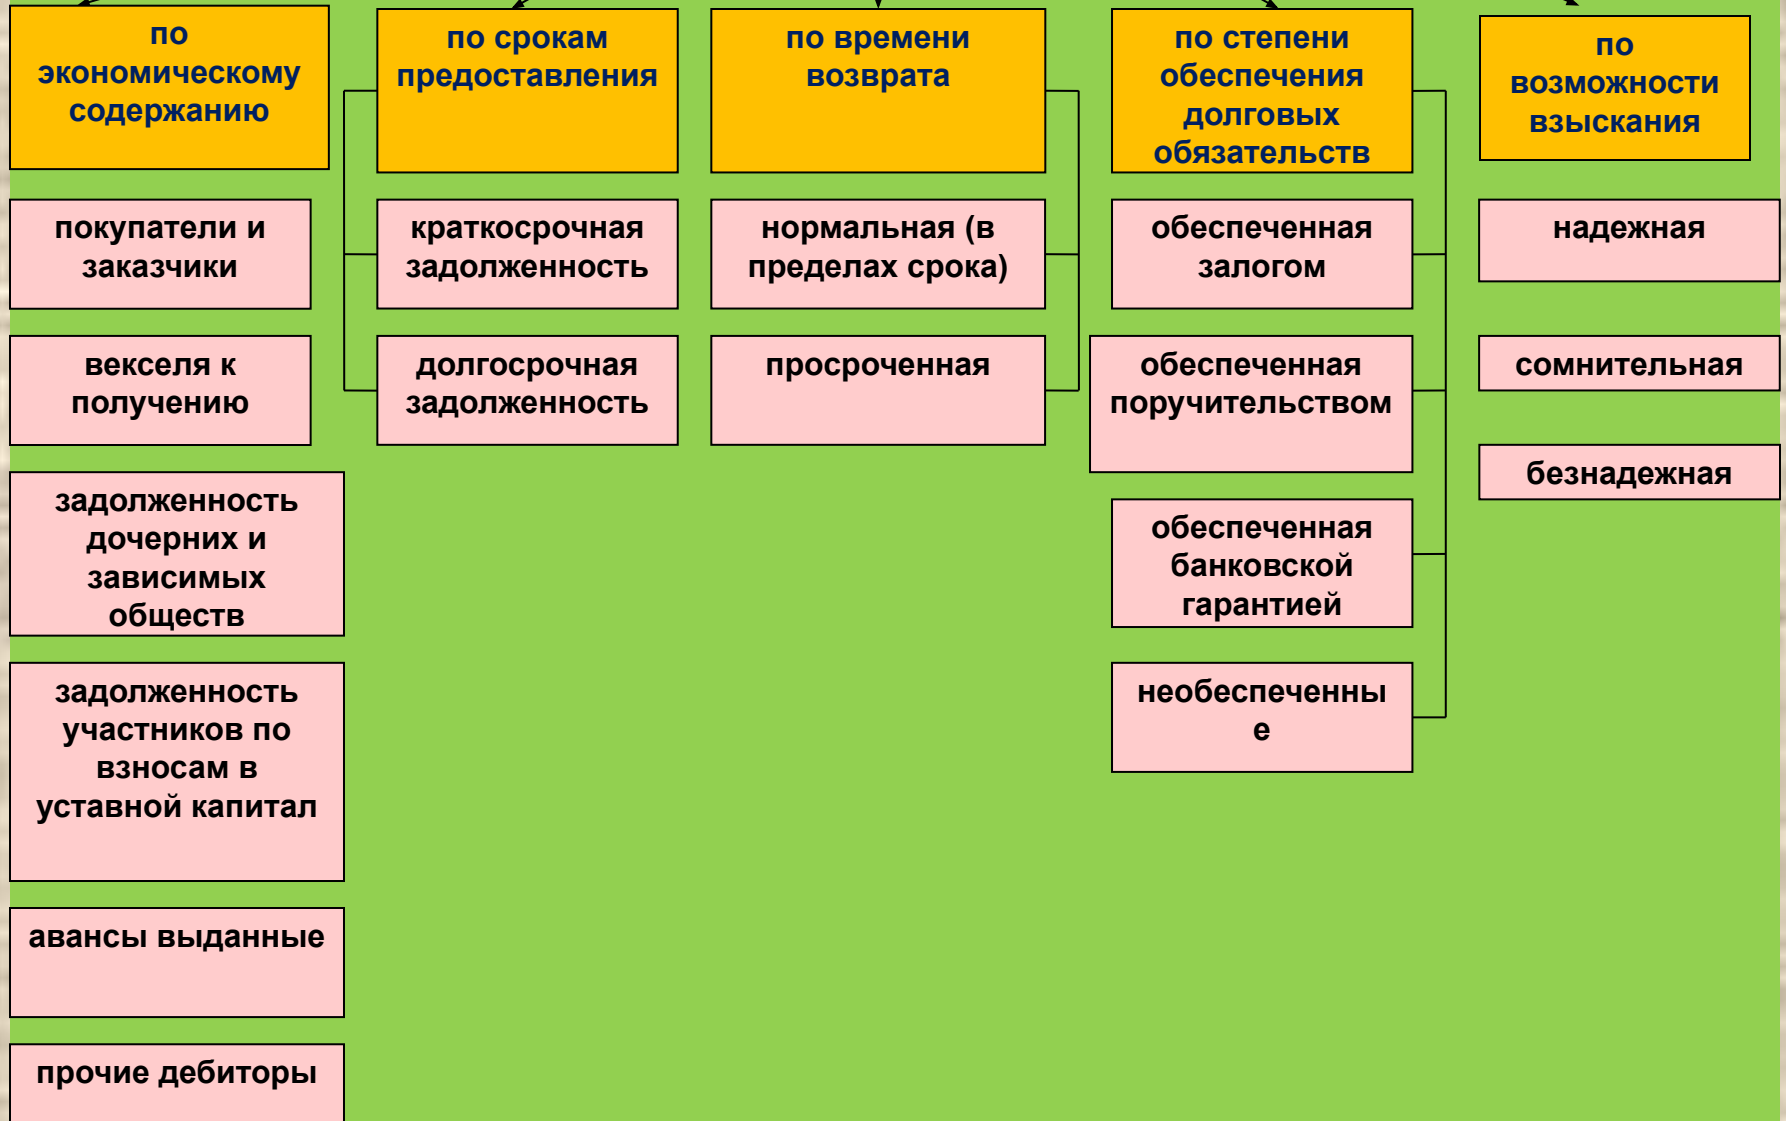 по
экономическому
содержанию
покупатели и
заказчики
векселя к
получению
задолженность
дочерних и
зависимых
обществ
задолженность
участников по
взносам в
уставной капитал
авансы выданные
прочие дебиторы
по срокам
предоставления
краткосрочная
задолженность
долгосрочная
задолженность
по времени
возврата
нормальная (в
пределах срока)
просроченная
по степени
обеспечения
долговых
обязательств
обеспеченная
залогом
обеспеченная
поручительством
обеспеченная
банковской
гарантией
необеспеченны
е
по
возможности
взыскания
надежная
сомнительная
безнадежная